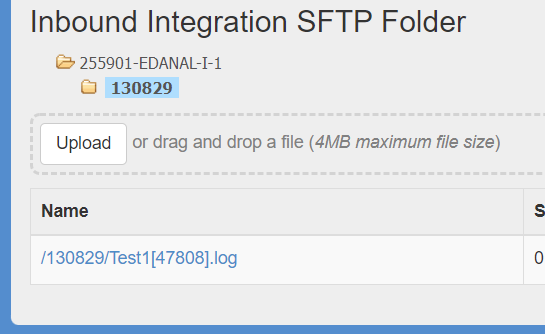 Inbound Integration SFTP Folder
255901-EDANAL-I-1
130829
Upload or drag and drop a file (4MB maximum file size)
Name S
/130829/Test1[47808].log 0